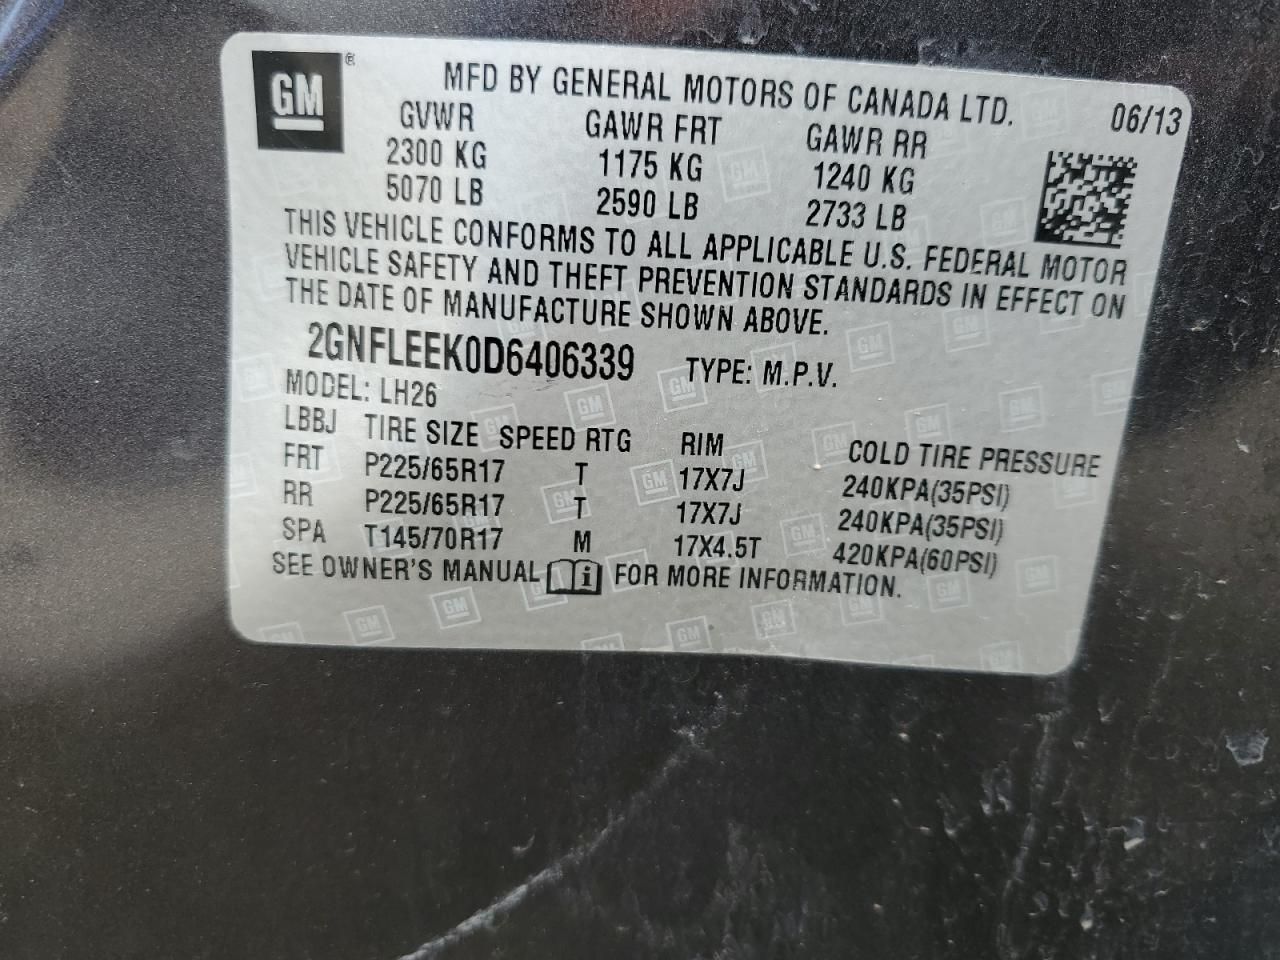 GM ®
MFD BY GENERAL MOTORS OF CANADA LTD. 06/13
GVWR GAWR FRT GAWR RR
2300 KG 1175 KG 1240 KG
5070 LB 2590 LB 2733 LB
THIS VEHICLE CONFORMS TO ALL APPLICABLE U.S. FEDERAL MOTOR
VEHICLE SAFETY AND THEFT PREVENTION STANDARDS IN EFFECT ON
THE DATE OF MANUFACTURE SHOWN ABOVE.
2GNFLEEK0D6406339 TYPE: M.P.V.
MODEL: LH26
LBBJ TIRE SIZE SPEED RTG RIM COLD TIRE PRESSURE
FRT P225/65R17 T 17X7J 240KPA(35PSI)
RR P225/65R17 T 17X7J 240KPA(35PSI)
SPA T145/70R17 M 17X4.5T 420KPA(60PSI)
SEE OWNER'S MANUAL i FOR MORE INFORMATION.